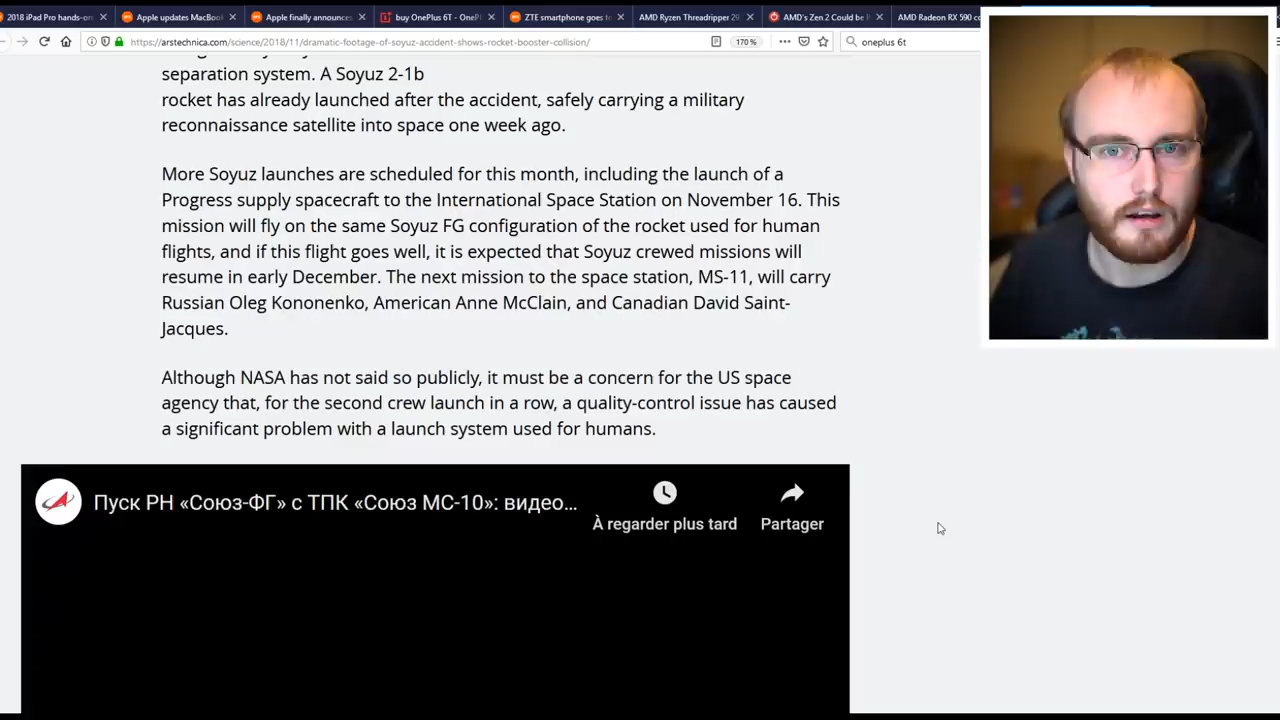 2018 iPad Pro hands-on
Apple updates MacBook
Apple finally announces
buy OnePlus 6T - OneP
ZTE smartphone goes t
AMD Ryzen Threadripper 29
AMD's Zen 2 Could be
AMD Radeon RX 590 co
https://arstechnica.com/science/2018/11/dramatic-footage-of-soyuz-accident-shows-rocket-booster-collision/
170%
oneplus 6t
separation system. A Soyuz 2-1b
rocket has already launched after the accident, safely carrying a military
reconnaissance satellite into space one week ago.
More Soyuz launches are scheduled for this month, including the launch of a
Progress supply spacecraft to the International Space Station on November 16. This
mission will fly on the same Soyuz FG configuration of the rocket used for human
flights, and if this flight goes well, it is expected that Soyuz crewed missions will
resume in early December. The next mission to the space station, MS-11, will carry
Russian Oleg Kononenko, American Anne McClain, and Canadian David Saint-
Jacques.
Although NASA has not said so publicly, it must be a concern for the US space
agency that, for the second crew launch in a row, a quality-control issue has caused
a significant problem with a launch system used for humans.
Пуск РН «Союз-ФГ» с ТПК «Союз МС-10»: видео...
À regarder plus tard
Partager